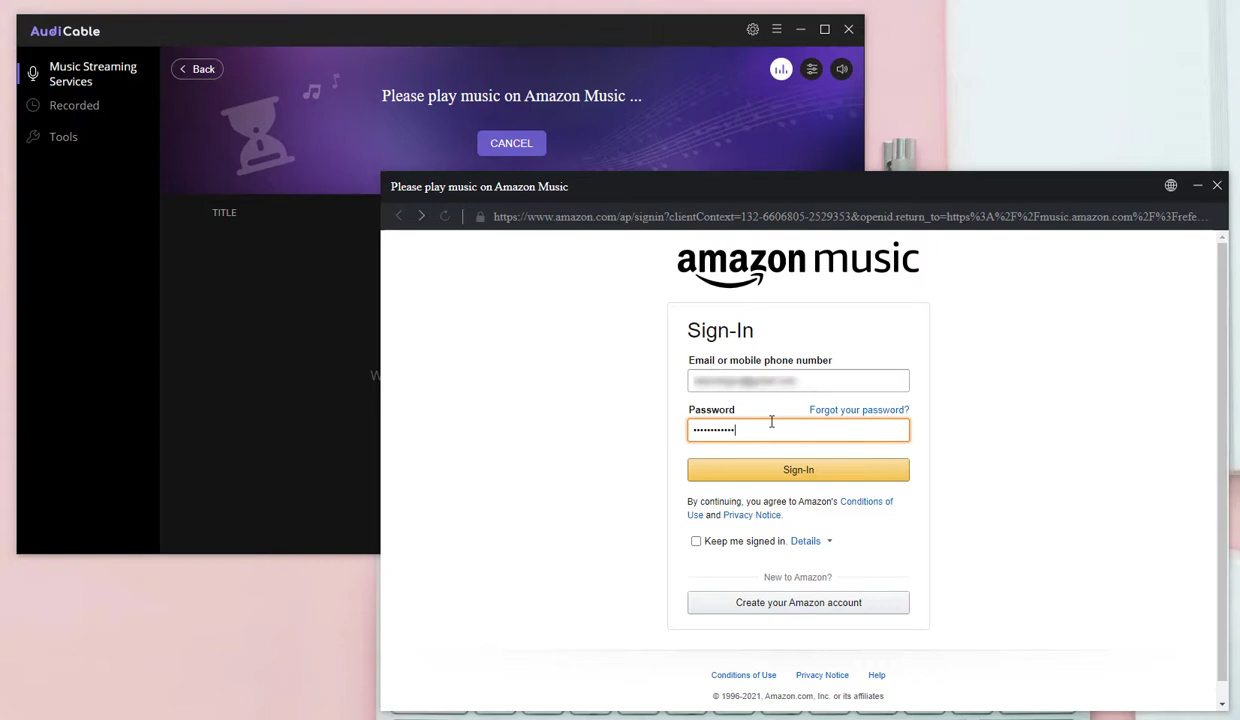 AudiCable
Music Streaming
Services
Recorded
Tools
Back
Please play music on Amazon Music ...
CANCEL
TITLE
W
Please play music on Amazon Music
https://www.amazon.com/ap/signin?clientContext=132-6606805-2529353&openid.return_to=https%3A%2F%2Fmusic.amazon.com%2F%3Frefe...
amazon music
Sign-In
Email or mobile phone number
Password Forgot your password?
••••••••••••
Sign-In
By continuing, you agree to Amazon's Conditions of
Use and Privacy Notice.
Keep me signed in. Details
New to Amazon?
Create your Amazon account
Conditions of Use Privacy Notice Help
© 1996-2021, Amazon.com, Inc. or its affiliates